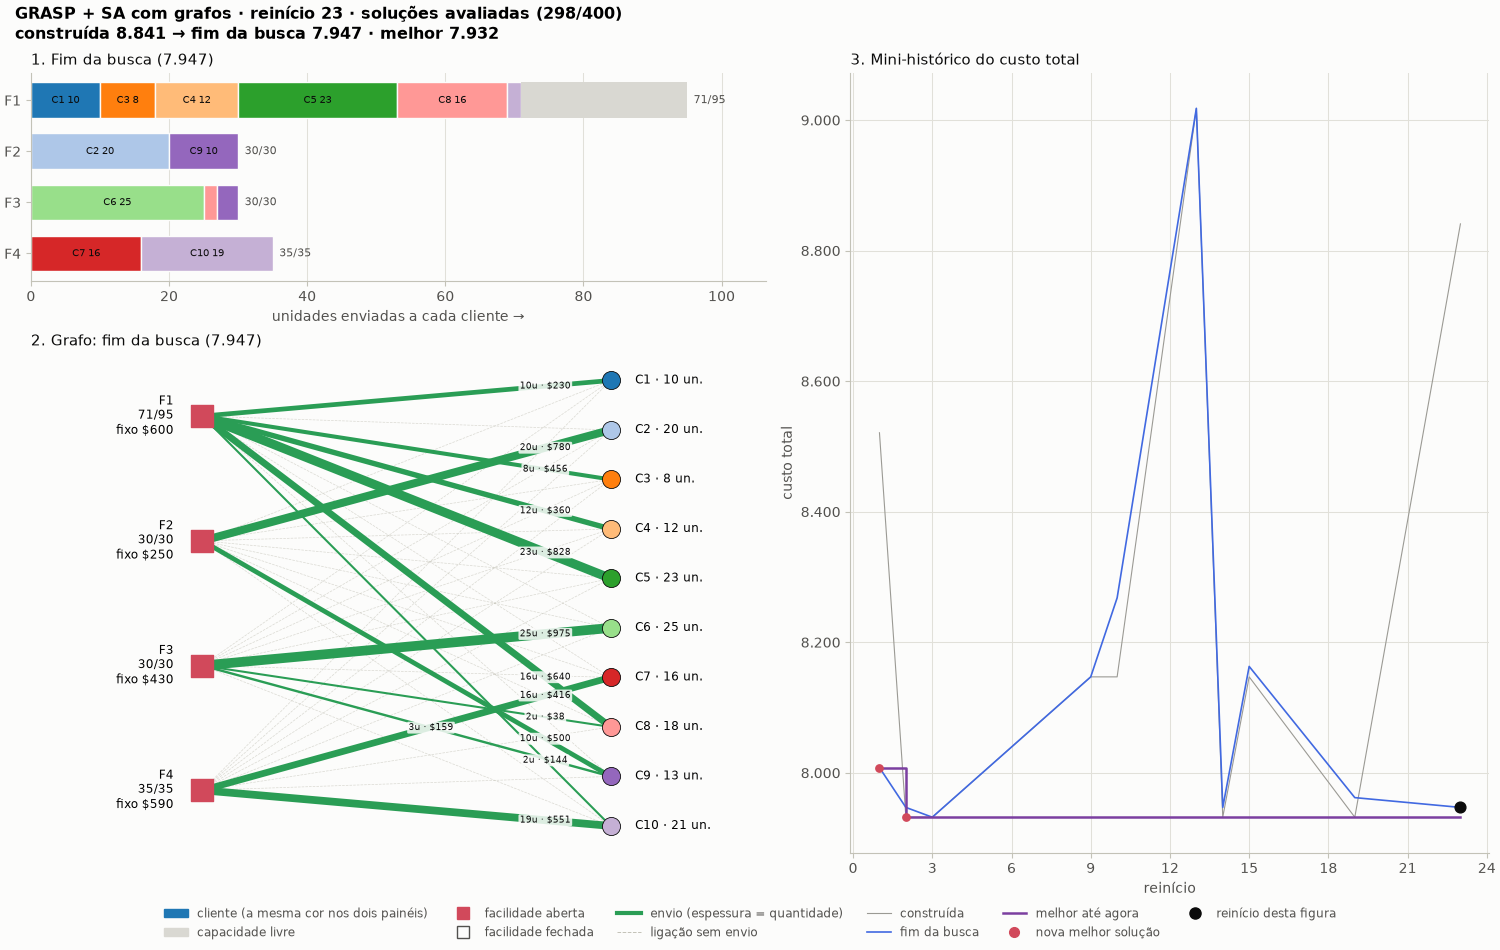 GRASP + SA com grafos · reinício 23 · soluções avaliadas (298/400)
construída 8.841 → fim da busca 7.947 · melhor 7.932
1. Fim da busca (7.947)
F1
C1 10
C3 8
C4 12
C5 23
C8 16
71/95
F2
C2 20
C9 10
30/30
F3
C6 25
30/30
F4
C7 16
C10 19
35/35
0
20
40
60
80
100
unidades enviadas a cada cliente →
2. Grafo: fim da busca (7.947)
F1
71/95
fixo $600
F2
30/30
fixo $250
F3
30/30
fixo $430
F4
35/35
fixo $590
10u · $230
20u · $780
8u · $456
12u · $360
23u · $828
25u · $975
16u · $640
16u · $416
2u · $38
3u · $159
10u · $500
2u · $144
19u · $551
C1 · 10 un.
C2 · 20 un.
C3 · 8 un.
C4 · 12 un.
C5 · 23 un.
C6 · 25 un.
C7 · 16 un.
C8 · 18 un.
C9 · 13 un.
C10 · 21 un.
3. Mini-histórico do custo total
custo total
9.000
8.800
8.600
8.400
8.200
8.000
0
3
6
9
12
15
18
21
24
reinício
cliente (a mesma cor nos dois painéis)
capacidade livre
facilidade aberta
facilidade fechada
envio (espessura = quantidade)
ligação sem envio
construída
fim da busca
melhor até agora
nova melhor solução
reinício desta figura